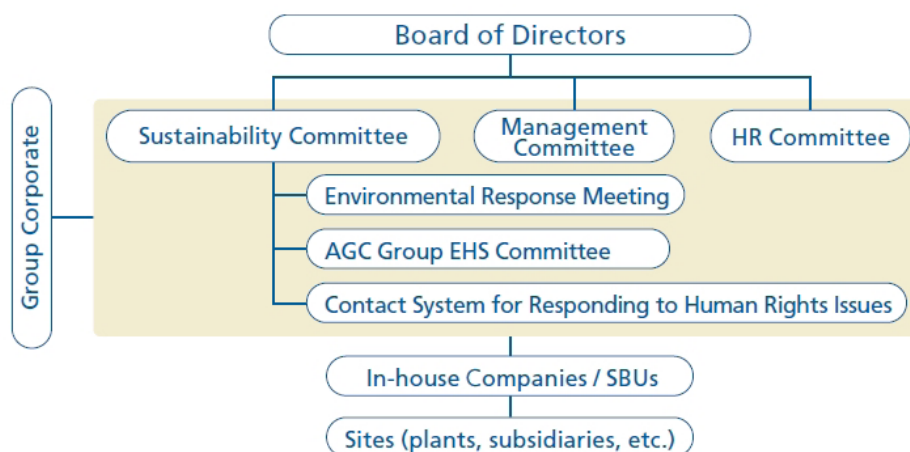 Board of Directors
Group Corporate
Sustainability Committee
Management
Committee
HR Committee
Environmental Response Meeting
AGC Group EHS Committee
Contact System for Responding to Human Rights Issues
In-house Companies / SBUs
Sites (plants, subsidiaries, etc.)